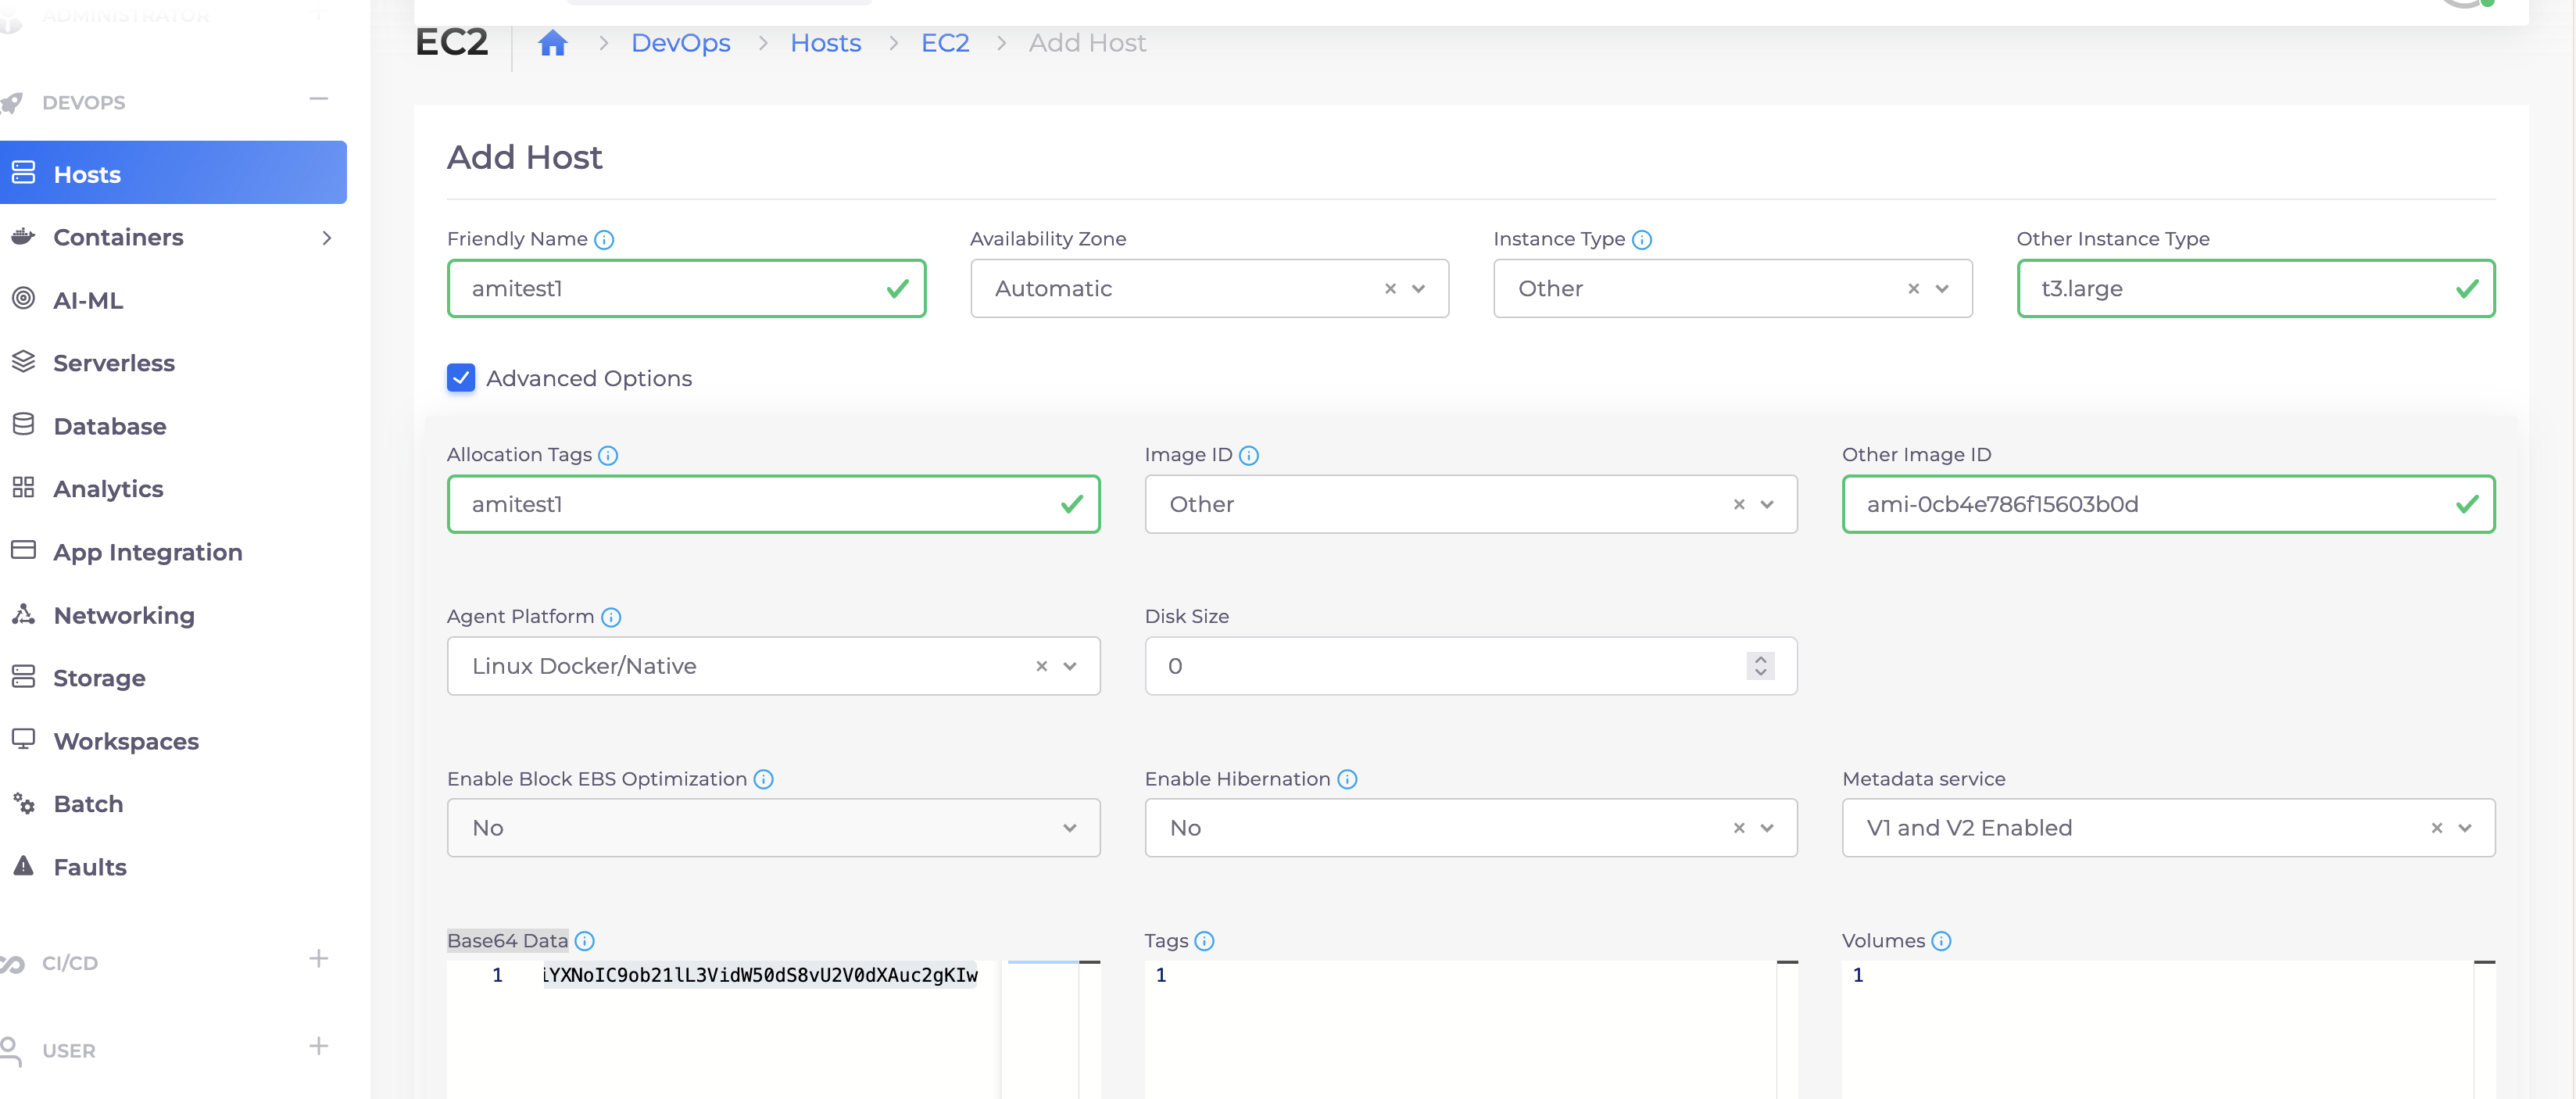 ADMINISTRATOR
EC2
DevOps
Hosts
EC2
Add Host
DEVOPS
Hosts
Containers
AI-ML
Serverless
Database
Analytics
App Integration
Networking
Storage
Workspaces
Batch
Faults
CI/CD
USER
Add Host
Friendly Name
amitest1
Availability Zone
Automatic
Instance Type
Other
Other Instance Type
t3.large
Advanced Options
Allocation Tags
amitest1
Image ID
Other
Other Image ID
ami-0cb4e786f15603b0d
Agent Platform
Linux Docker/Native
Disk Size
0
Enable Block EBS Optimization
No
Enable Hibernation
No
Metadata service
V1 and V2 Enabled
Base64 Data
1 iYXNoIC9ob21lL3VidW50dS8vU2V0dXAuc2gKIw
Tags
1
Volumes
1